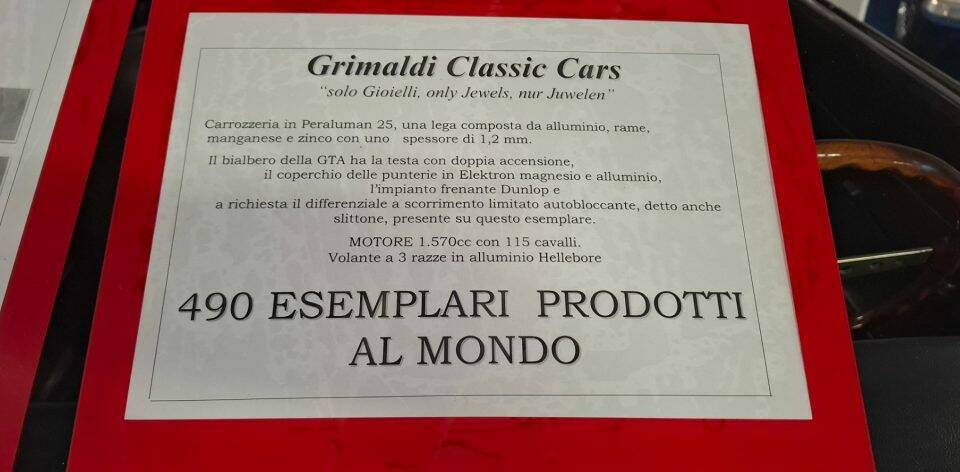 Grimaldi Classic Cars
"solo Gioielli, only Jewels, nur Juwelen"
Carrozzeria in Peraluman 25, una lega composta da alluminio, rame,
manganese e zinco con uno spessore di 1,2 mm.
Il bialbero della GTA ha la testa con doppia accensione,
il coperchio delle punterie in Elektron magnesio e alluminio,
l'impianto frenante Dunlop e
a richiesta il differenziale a scorrimento limitato autobloccante, detto anche
slittone, presente su questo esemplare.
MOTORE 1.570cc con 115 cavalli.
Volante a 3 razze in alluminio Hellebore
490 ESEMPLARI PRODOTTI
AL MONDO